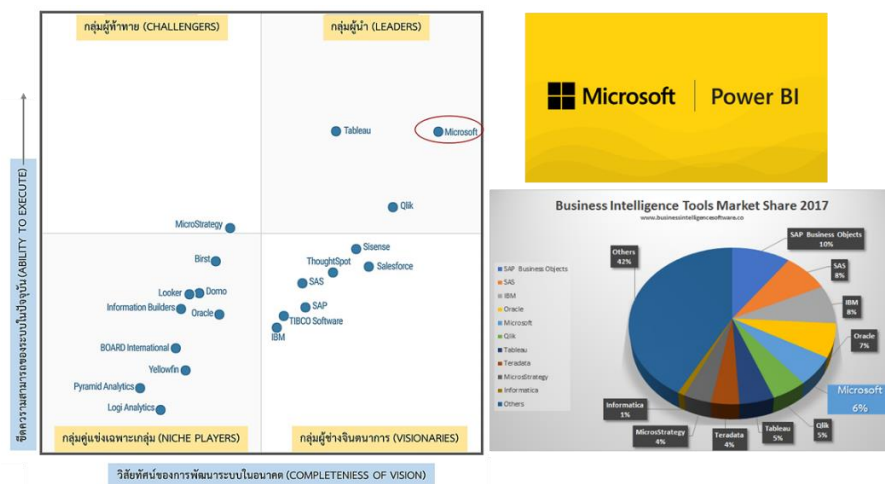 กลุ่มผู้ท้าทาย (CHALLENGERS)
กลุ่มผู้นำ (LEADERS)
Tableau
Microsoft
Qlik
MicroStrategy
Birst
Sisense
ThoughtSpot
Salesforce
SAS
Looker
Domo
Information Builders
Oracle
SAP
TIBCO Software
IBM
BOARD International
Yellowfin
Pyramid Analytics
Logi Analytics
กลุ่มคู่แข่งเฉพาะเกลุ่ม (NICHE PLAYERS)
กลุ่มผู้ช่างจินตนาการ (VISIONARIES)
ขีดความสามารถของระบบในปัจจุบัน (ABILITY TO EXECUTE)
วิสัยทัศน์ของการพัฒนาระบบในอนาคต (COMPLETENIESS OF VISION)
Microsoft | Power BI
Business Intelligence Tools Market Share 2017
www.businessintelligencesoftware.co
SAP Business Objects
SAS
IBM
Oracle
Microsoft
Qlik
Tableau
Teradata
MicrosStrategy
Informatica
Others
Others
42%
SAP Business Objects
10%
SAS
8%
IBM
8%
Oracle
7%
Microsoft
6%
Qlik
5%
Tableau
5%
Teradata
4%
MicrosStrategy
4%
Informatica
1%